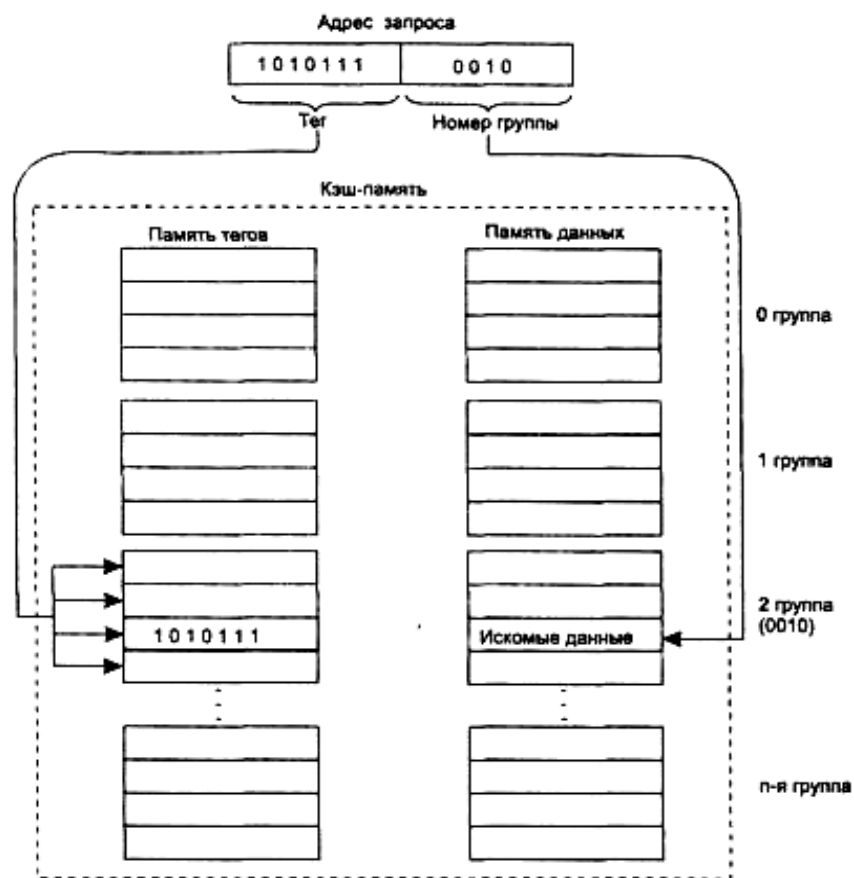 Адрес запроса
1010111 0010
Тег Номер группы
Кэш-память
Память тегов Память данных
0 группа
1 группа
2 группа
(0010)
1010111 Искомые данные
n-я группа